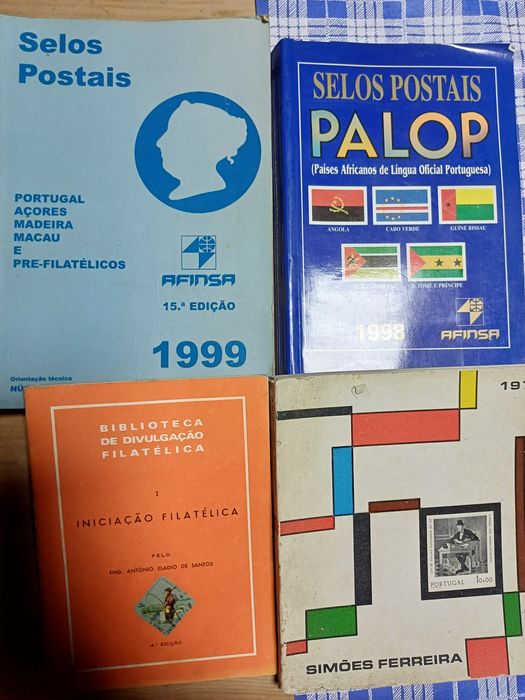 Selos
Postais
PORTUGAL
AÇORES
MADEIRA
MACAU
E
PRE-FILATÉLICOS
AFINSA
15.ª EDIÇÃO
1999
Orientação técnica
SELOS POSTAIS
PALOP
(Países Africanos de Língua Oficial Portuguesa)
ANGOLA
CABO VERDE
GUINÉ BISSAU
TOMÉ E PRÍNCIPE
1998
AFINSA
BIBLIOTECA
DE DIVULGAÇÃO
FILATÉLICA
I
INICIAÇÃO FILATÉLICA
PELO
ENG. ANTÓNIO ELADIO DE SANTOS
4.ª EDIÇÃO
PORTUGAL 10.00
SIMÕES FERREIRA